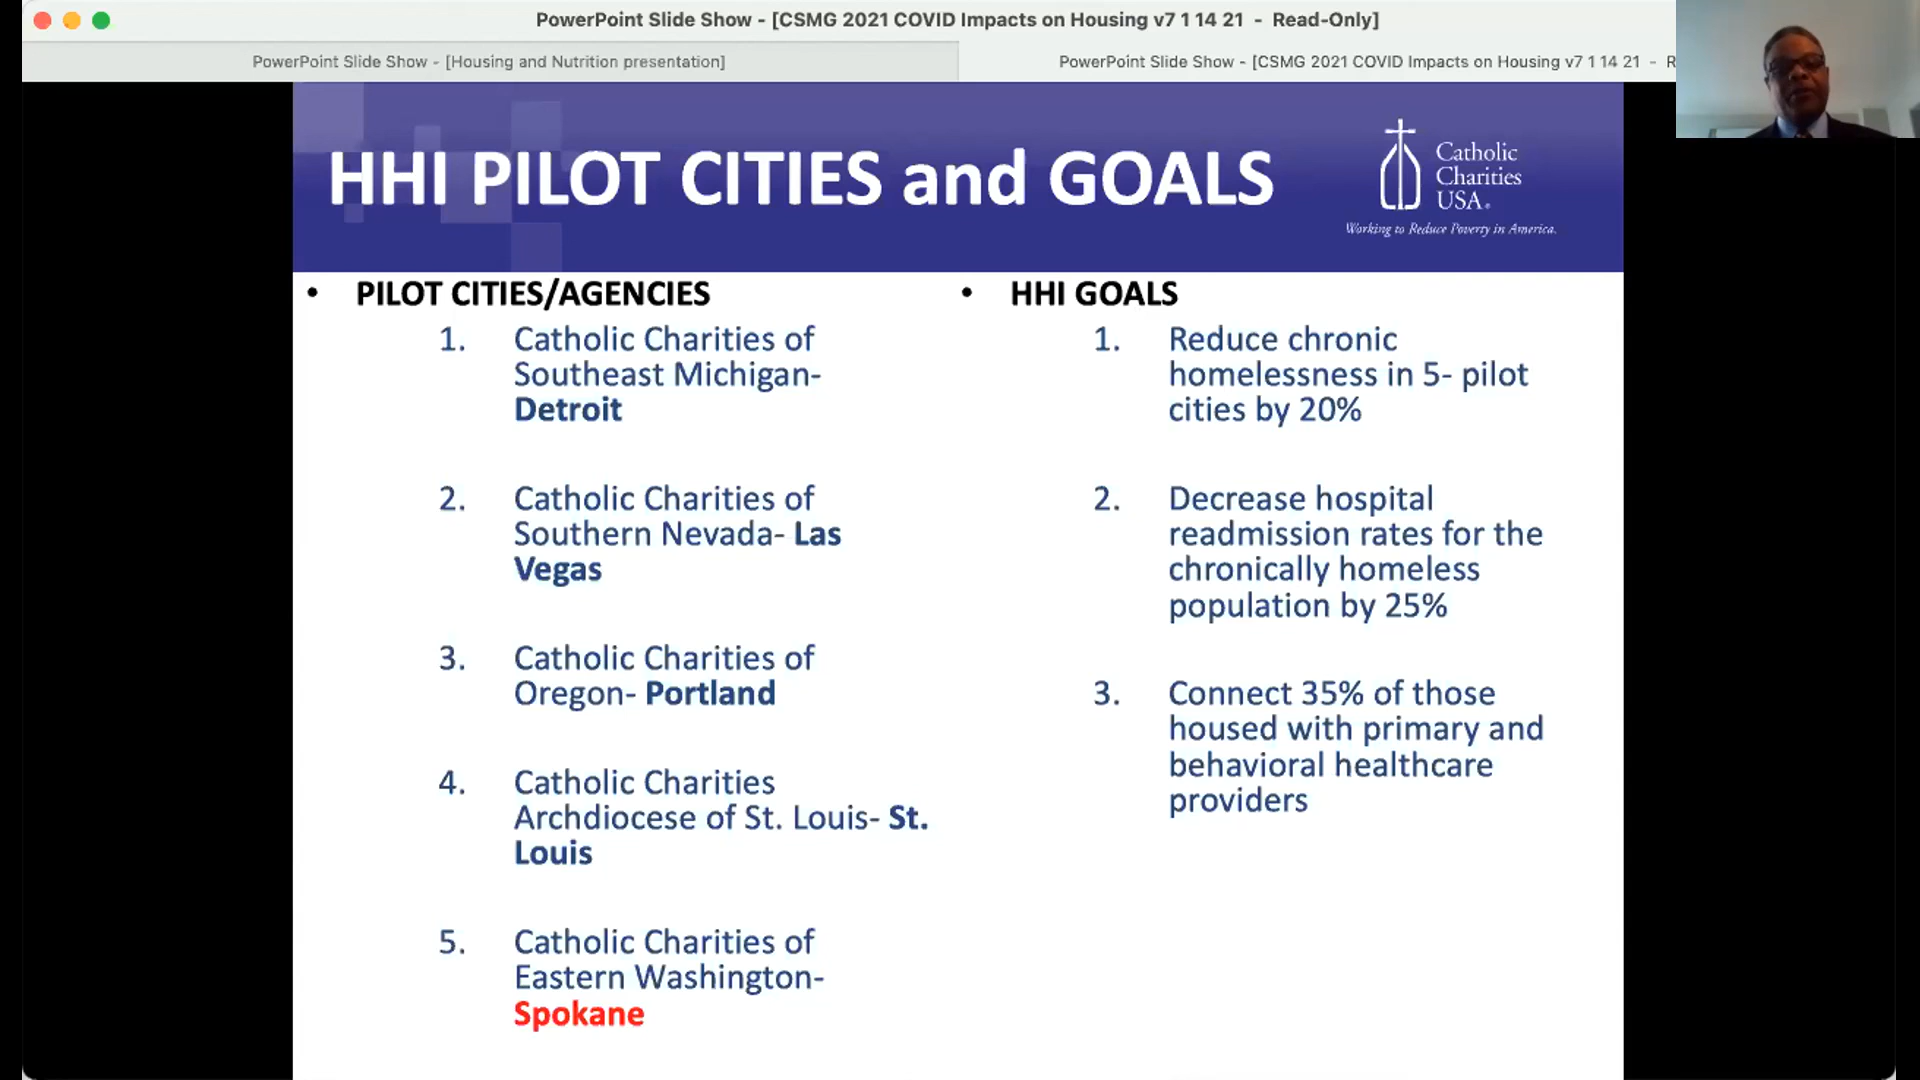 PowerPoint Slide Show - [CSMG 2021 COVID Impacts on Housing v7 1 14 21 - Read-Only]
PowerPoint Slide Show - [Housing and Nutrition presentation]
PowerPoint Slide Show - [CSMG 2021 COVID Impacts on Housing v7 1 14 21 - R
HHI PILOT CITIES and GOALS
Catholic
Charities
USA®
Working to Reduce Poverty in America.
• PILOT CITIES/AGENCIES
1. Catholic Charities of
Southeast Michigan-
Detroit
2. Catholic Charities of
Southern Nevada- Las
Vegas
3. Catholic Charities of
Oregon- Portland
4. Catholic Charities
Archdiocese of St. Louis- St.
Louis
5. Catholic Charities of
Eastern Washington-
Spokane
• HHI GOALS
1. Reduce chronic
homelessness in 5- pilot
cities by 20%
2. Decrease hospital
readmission rates for the
chronically homeless
population by 25%
3. Connect 35% of those
housed with primary and
behavioral healthcare
providers